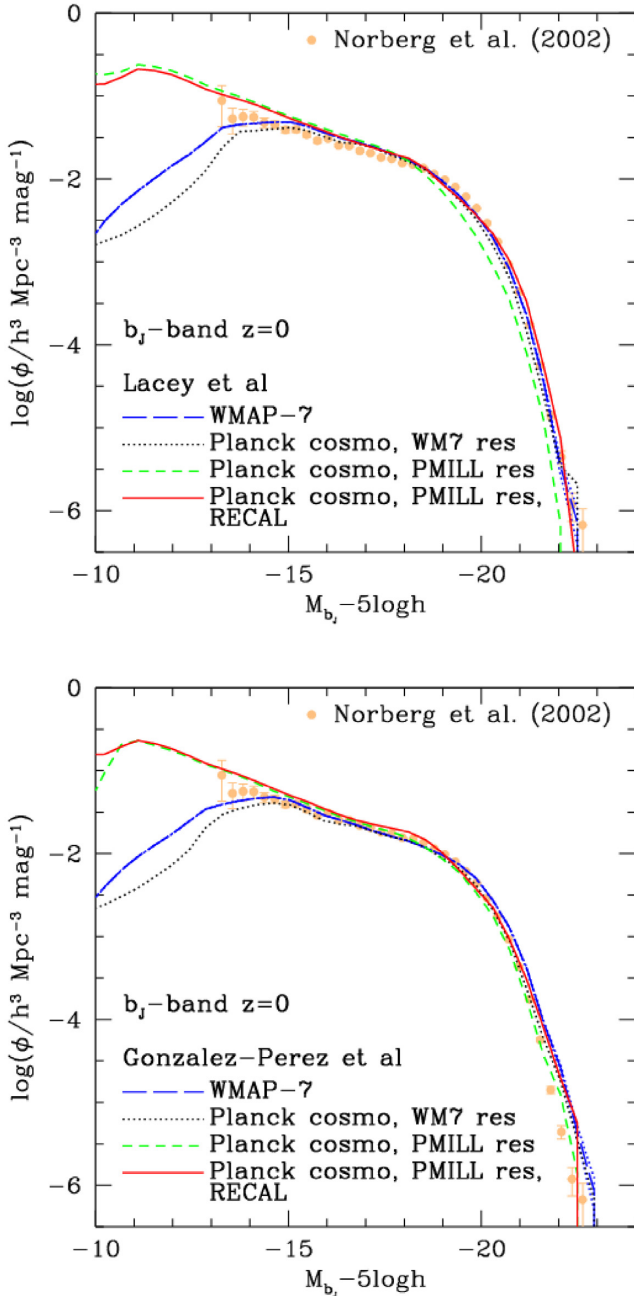 0
Norberg et al. (2002)
−2
log(ϕ/h³ Mpc⁻³ mag⁻¹)
−4
b_J−band z=0
Lacey et al
WMAP−7
Planck cosmo, WM7 res
Planck cosmo, PMILL res
Planck cosmo, PMILL res,
RECAL
−6
−10 −15 −20
M_{b_J}−5logh
0
Norberg et al. (2002)
−2
log(ϕ/h³ Mpc⁻³ mag⁻¹)
b_J−band z=0
−4
Gonzalez−Perez et al
WMAP−7
Planck cosmo, WM7 res
Planck cosmo, PMILL res
Planck cosmo, PMILL res,
RECAL
−6
−10 −15 −20
M_{b_J}−5logh